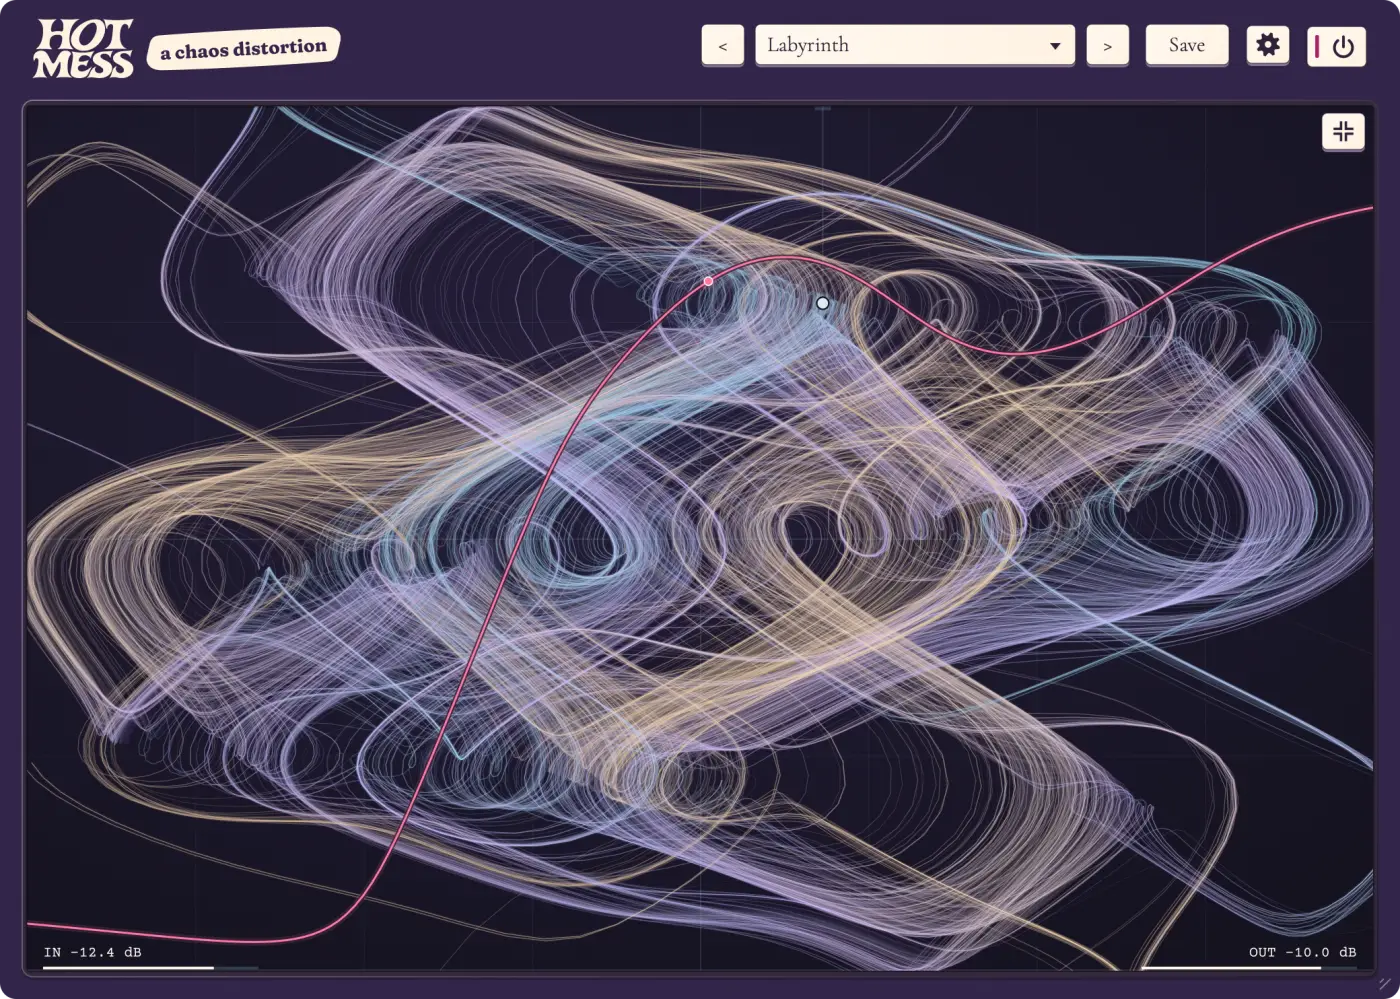 HOT
MESS
a chaos distortion
<
Labyrinth
>
Save
IN -12.4 dB
OUT -10.0 dB